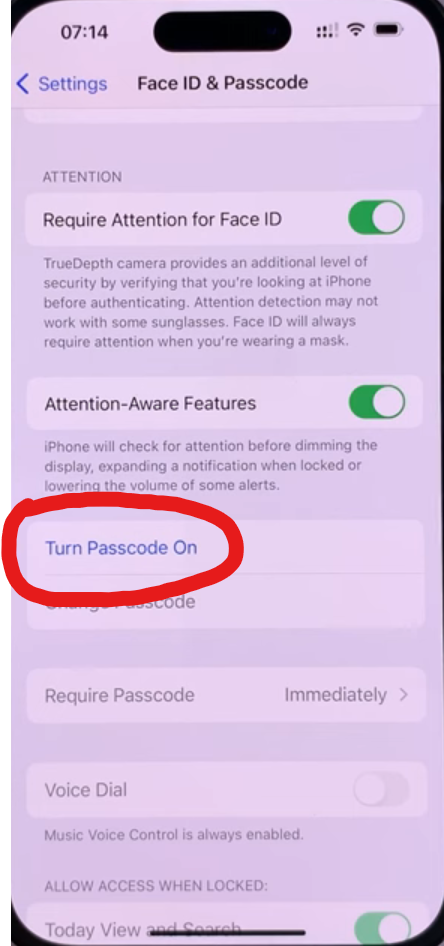 07:14
Settings
Face ID & Passcode
ATTENTION
Require Attention for Face ID
TrueDepth camera provides an additional level of
security by verifying that you're looking at iPhone
before authenticating. Attention detection may not
work with some sunglasses. Face ID will always
require attention when you're wearing a mask.
Attention-Aware Features
iPhone will check for attention before dimming the
display, expanding a notification when locked or
lowering the volume of some alerts.
Turn Passcode On
Change Passcode
Require Passcode
Immediately
Voice Dial
Music Voice Control is always enabled.
ALLOW ACCESS WHEN LOCKED:
Today View and Search